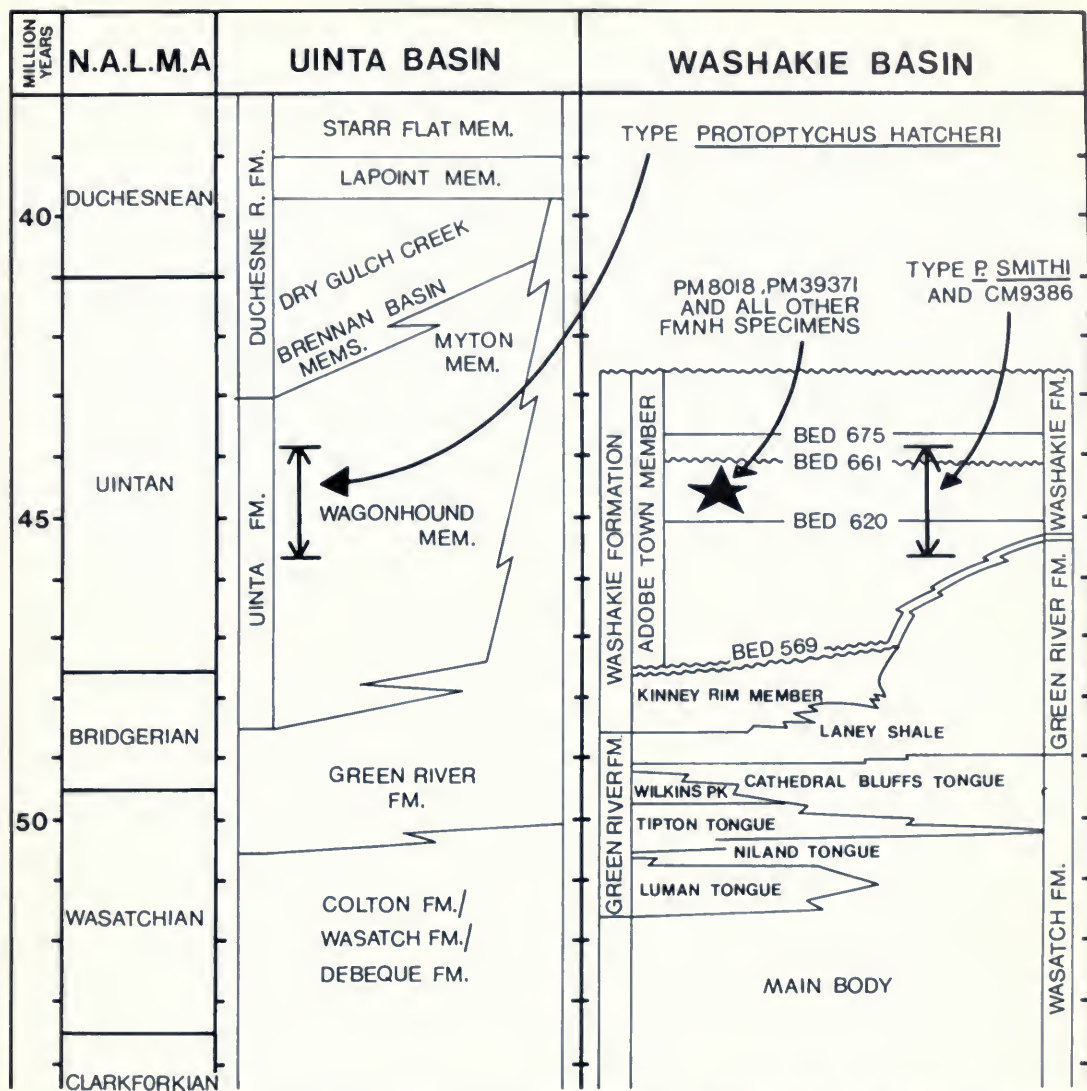 MILLION
YEARS
N.A.L.M.A
UINTA BASIN
WASHAKIE BASIN
40
45
50
DUCHESNEAN
UINTAN
BRIDGERIAN
WASATCHIAN
CLARKFORKIAN
DUCHESNE R. FM.
UINTA FM.
STARR FLAT MEM.
LAPOINT MEM.
DRY GULCH CREEK
BRENNAN BASIN
MEMS.
MYTON
MEM.
WAGONHOUND
MEM.
GREEN RIVER
FM.
COLTON FM./
WASATCH FM./
DEBEQUE FM.
TYPE PROTOPTYCHUS HATCHERI
PM8018, PM39371
AND ALL OTHER
FMNH SPECIMENS
TYPE P. SMITHI
AND CM9386
WASHAKIE FORMATION
ADOBE TOWN MEMBER
BED 675
BED 661
BED 620
BED 569
KINNEY RIM MEMBER
LANEY SHALE
GREEN RIVER FM.
CATHEDRAL BLUFFS TONGUE
WILKINS PK
TIPTON TONGUE
NILAND TONGUE
LUMAN TONGUE
MAIN BODY
WASHAKIE FM.
GREEN RIVER FM.
WASATCH FM.